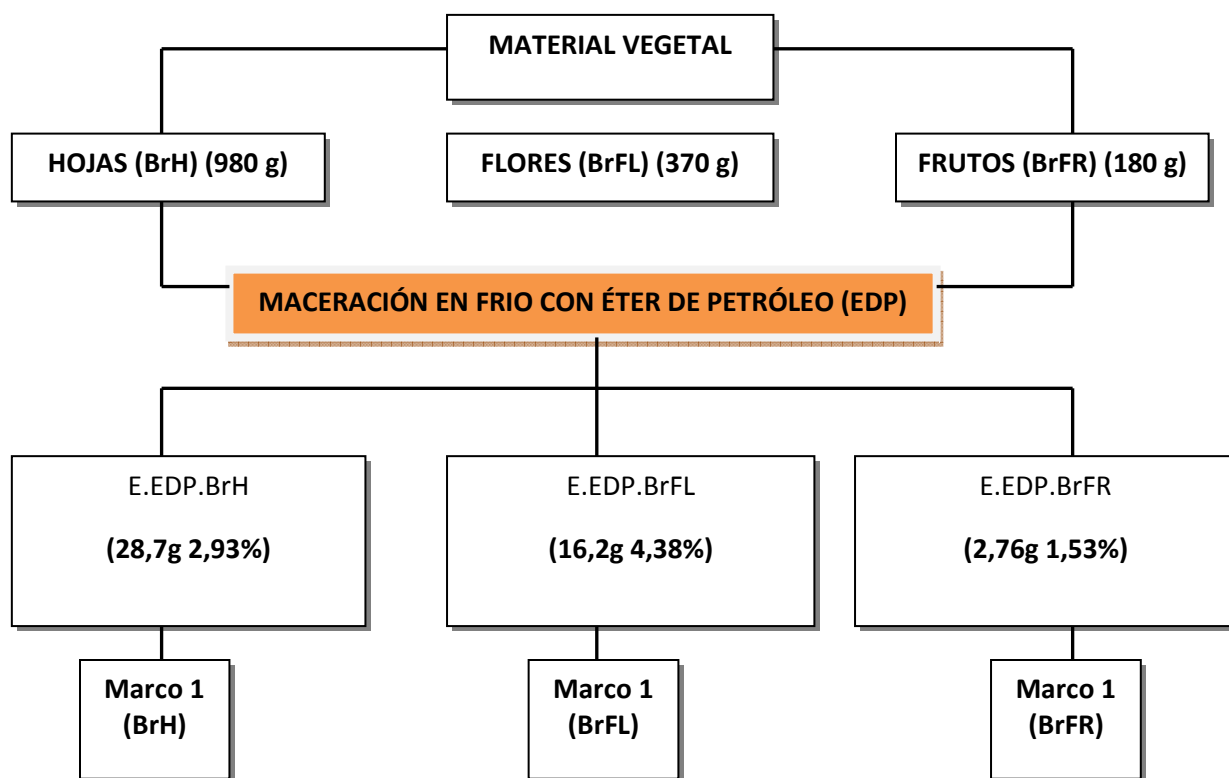 MATERIAL VEGETAL
HOJAS (BrH) (980 g)
FLORES (BrFL) (370 g)
FRUTOS (BrFR) (180 g)
MACERACIÓN EN FRIO CON ÉTER DE PETRÓLEO (EDP)
E.EDP.BrH
(28,7g 2,93%)
E.EDP.BrFL
(16,2g 4,38%)
E.EDP.BrFR
(2,76g 1,53%)
Marco 1
(BrH)
Marco 1
(BrFL)
Marco 1
(BrFR)